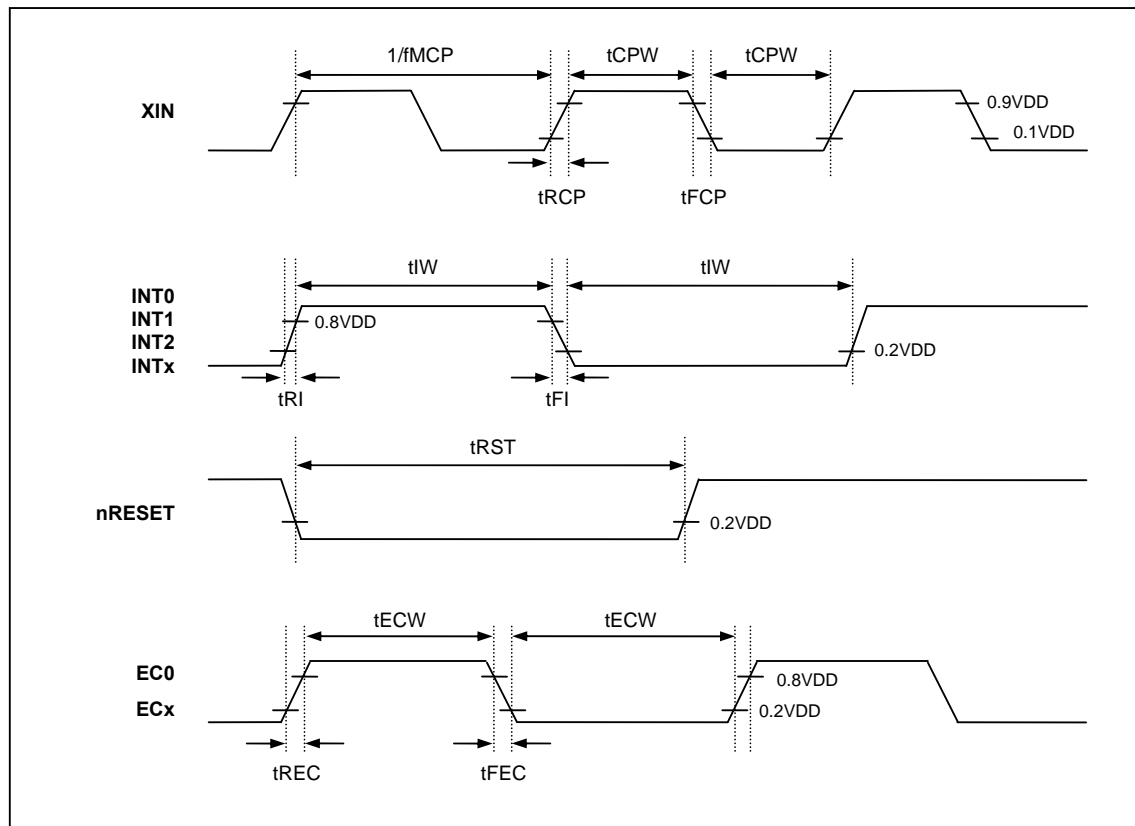 1/fMCP tCPW tCPW
XIN
0.9VDD
0.1VDD
tRCP tFCP
tIW tIW
INT0
INT1 0.8VDD
INT2 0.2VDD
INTx
tRI tFI
tRST
nRESET 0.2VDD
tECW tECW
EC0 0.8VDD
ECx 0.2VDD
tREC tFEC